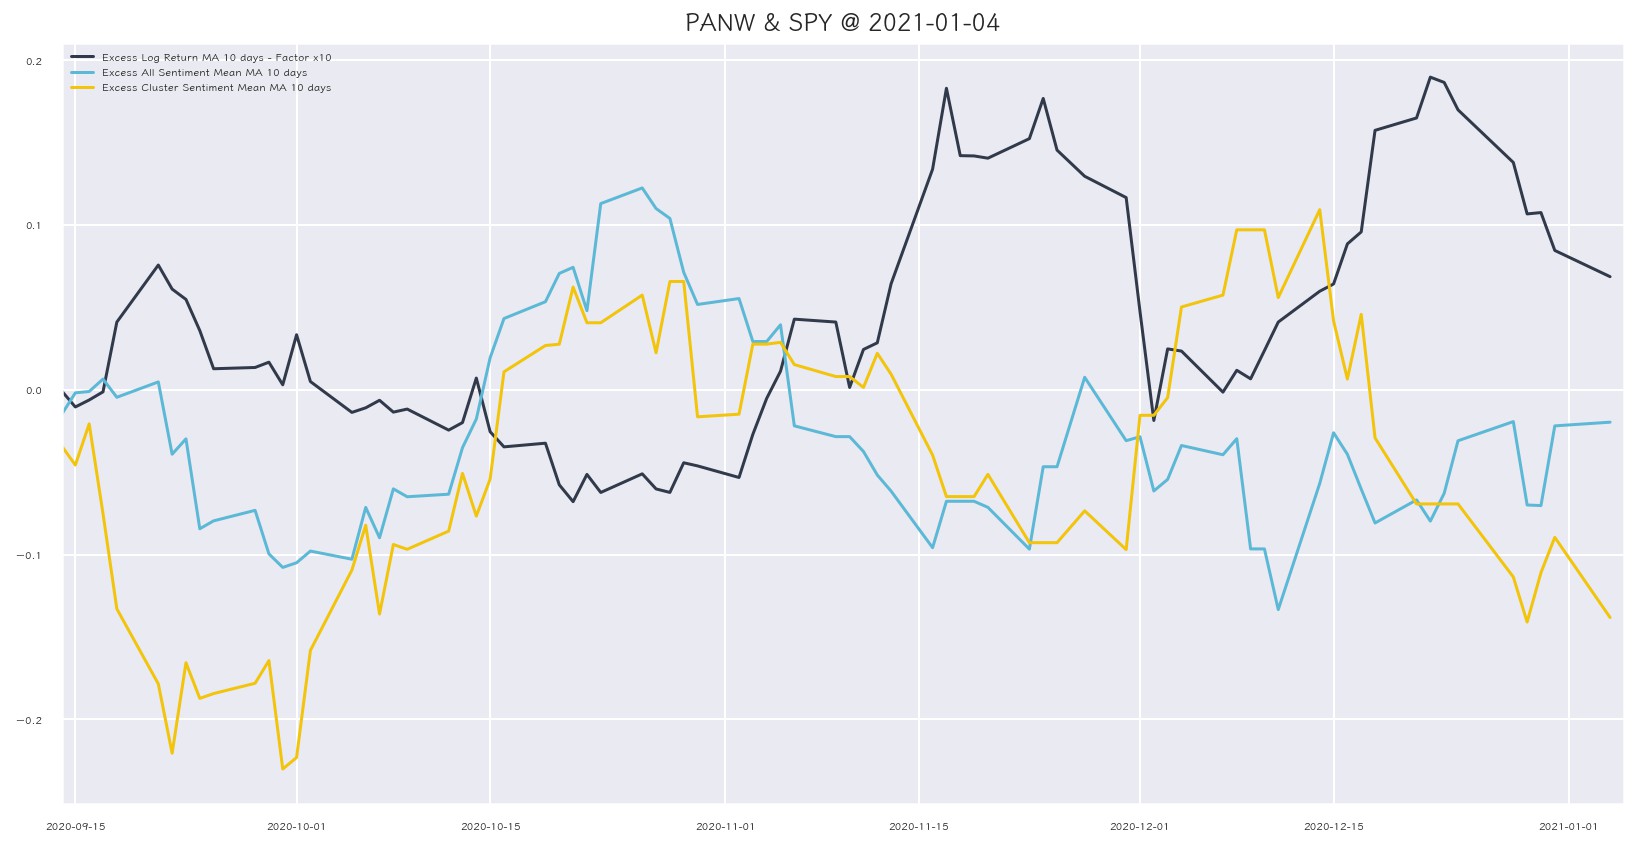 PANW & SPY @ 2021-01-04
Excess Log Return MA 10 days - Factor x10
Excess All Sentiment Mean MA 10 days
Excess Cluster Sentiment Mean MA 10 days
0.2
0.1
0.0
−0.1
−0.2
2020-09-15 2020-10-01 2020-10-15 2020-11-01 2020-11-15 2020-12-01 2020-12-15 2021-01-01